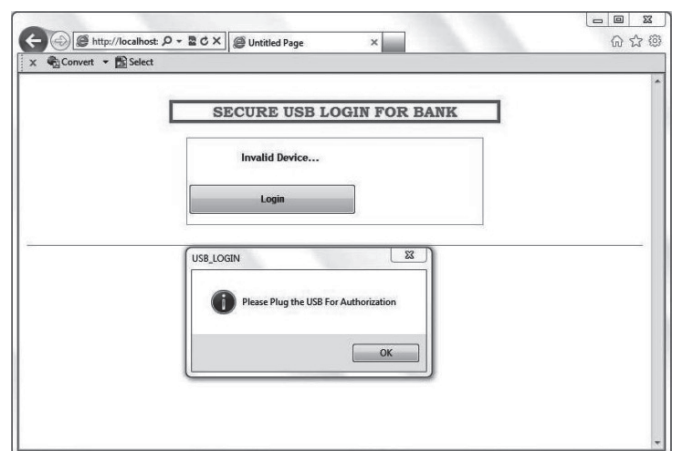 http://localhost:
Untitled Page
x Convert Select
SECURE USB LOGIN FOR BANK
Invalid Device...
Login
USB_LOGIN
Please Plug the USB For Authorization
OK